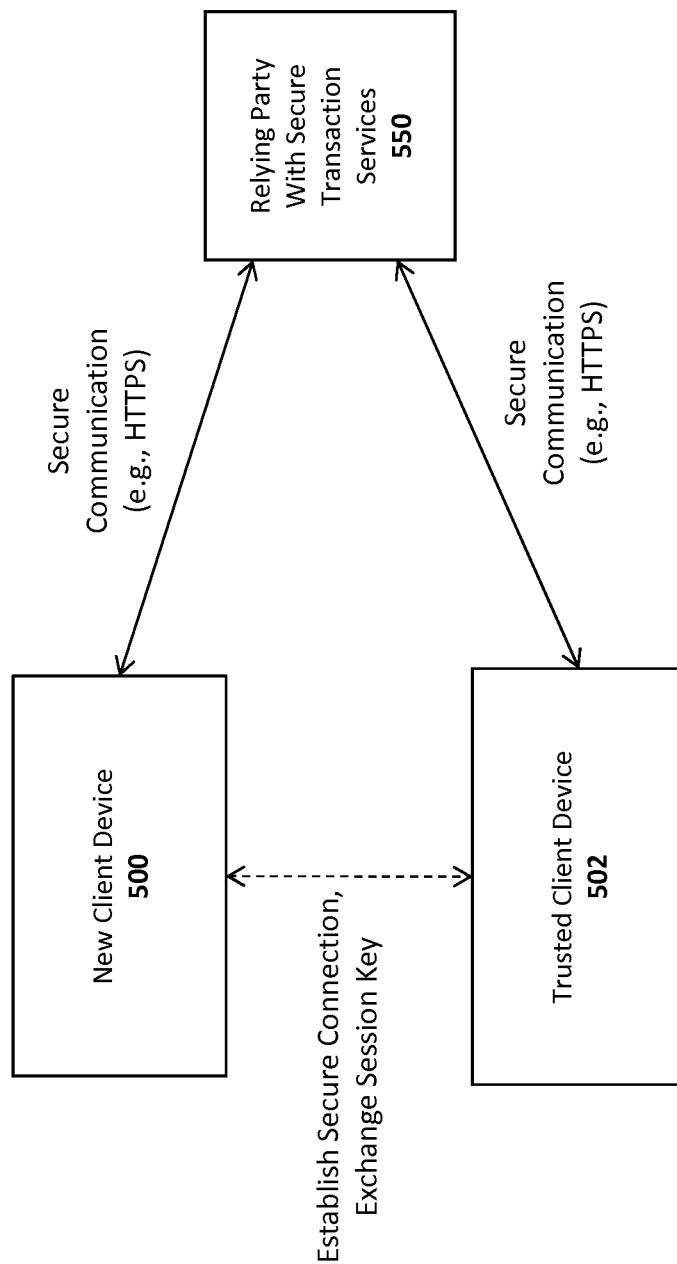 New Client Device
500
Secure
Communication
(e.g., HTTPS)
Relying Party
With Secure
Transaction
Services
550
Establish Secure Connection,
Exchange Session Key
Trusted Client Device
502
Secure
Communication
(e.g., HTTPS)